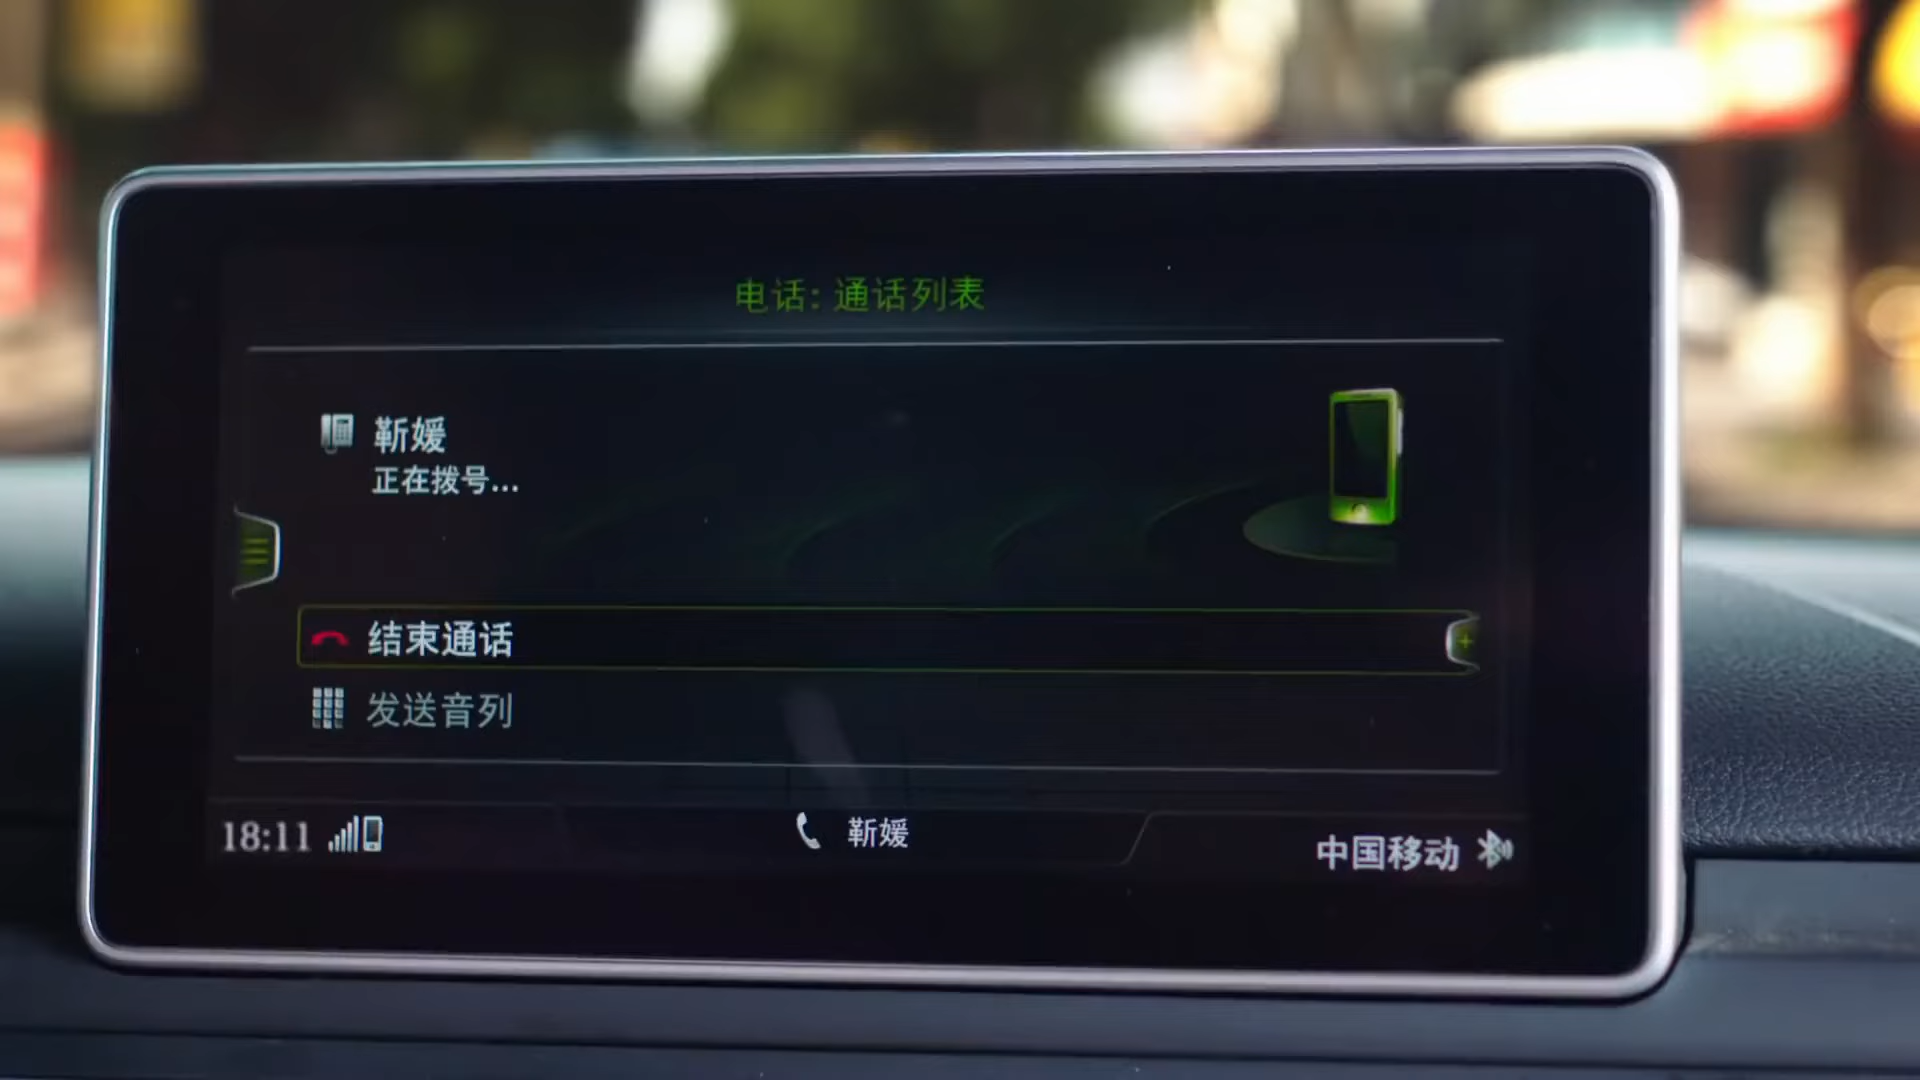 电话: 通话列表
靳媛
正在拨号...
结束通话
发送音列
18:11
靳媛
中国移动